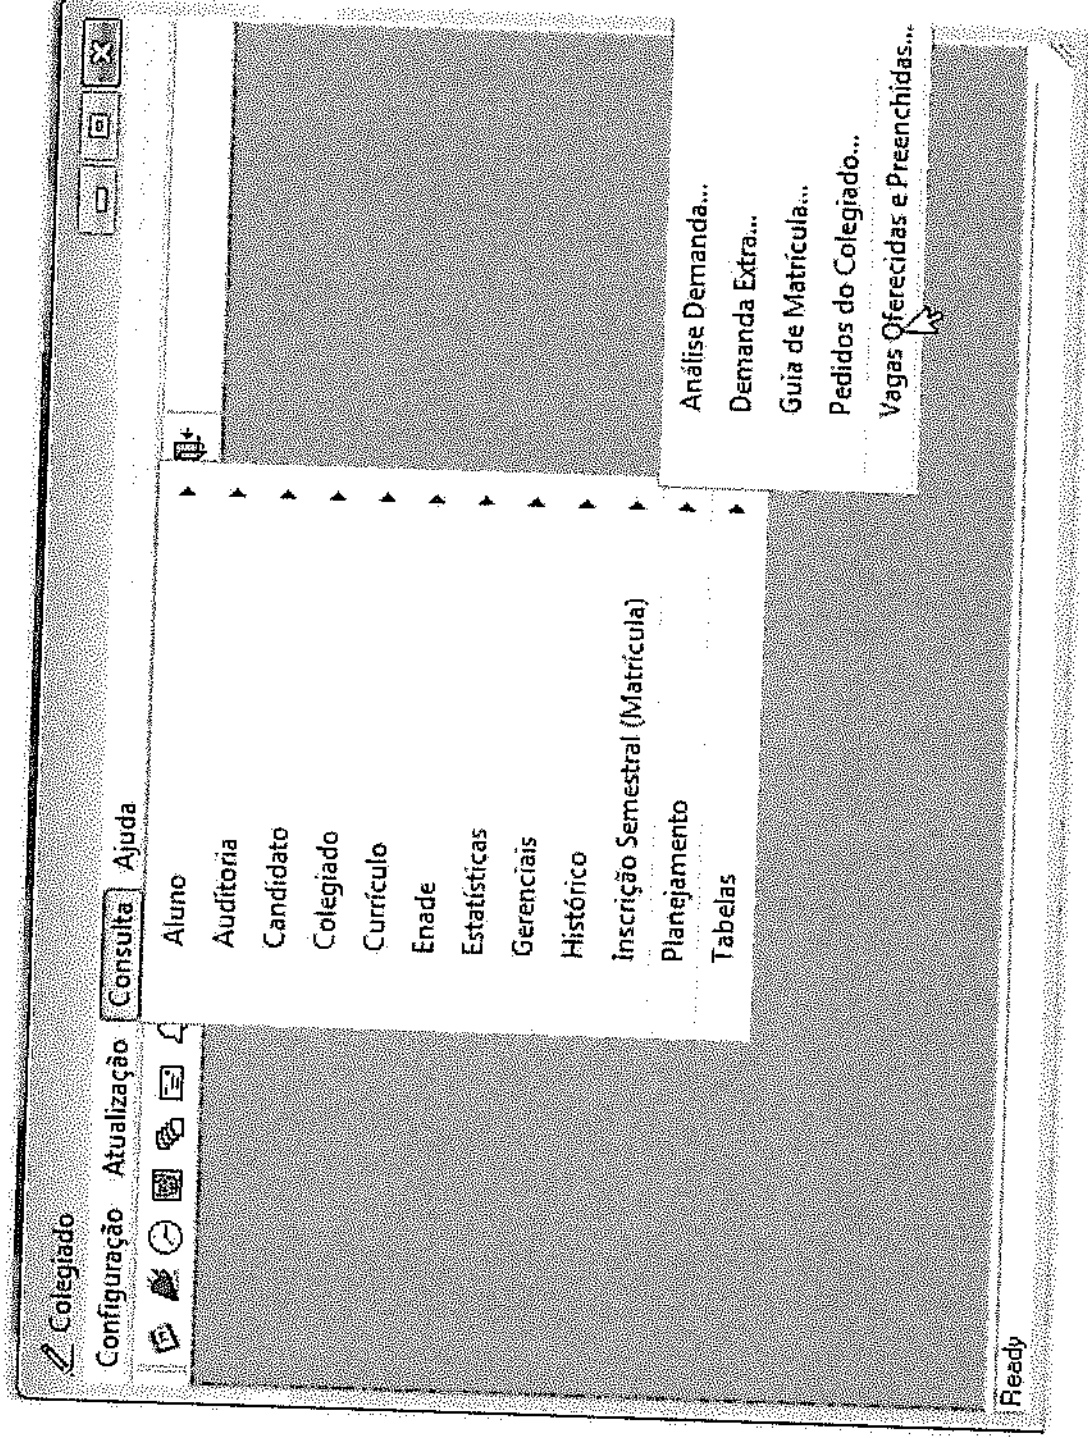 Colegiado
Configuração Atualização Consulta Ajuda
Aluno
Auditoria
Candidato
Colegiado
Currículo
Enade
Estatísticas
Gerenciais
Histórico
Inscrição Semestral (Matrícula)
Planejamento
Tabelas
Análise Demanda...
Demanda Extra...
Guia de Matrícula...
Pedidos do Colegiado...
Vagas Oferecidas e Preenchidas...
Ready